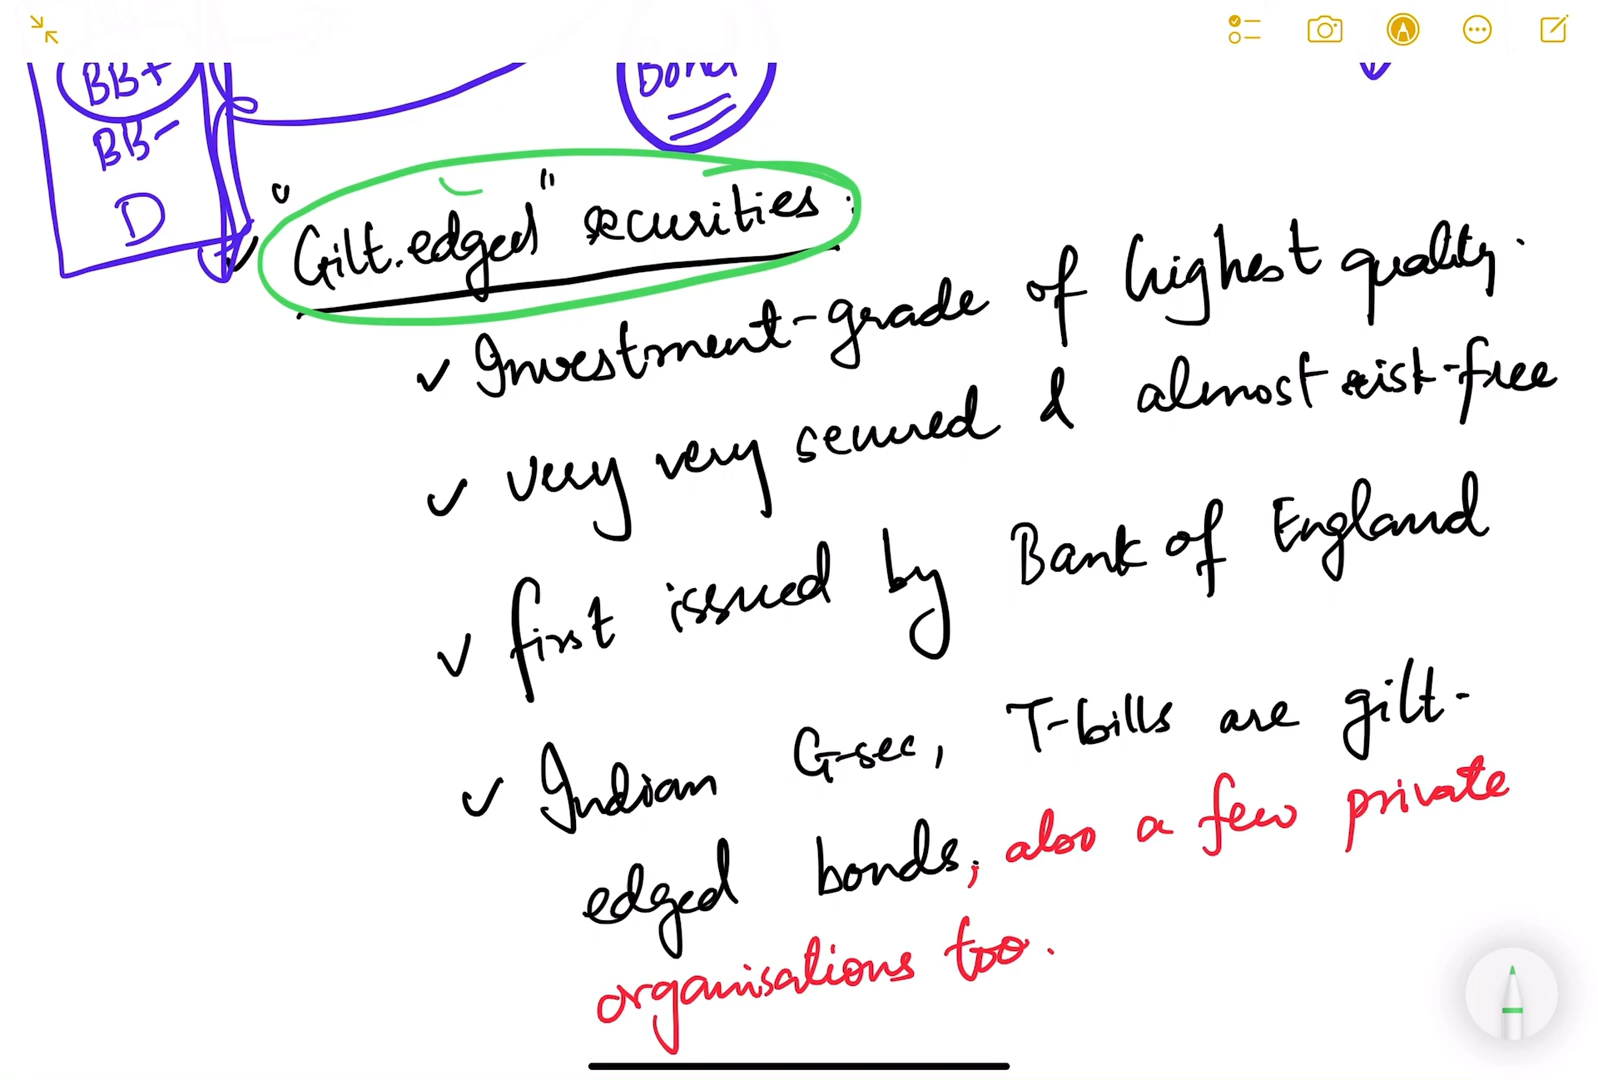 BB+
Bond
BB-
D
"Gilt-edged" securities:
✓ Investment-grade of highest quality.
✓ very very secured & almost risk-free
✓ first issued by Bank of England
✓ Indian G-sec, T-bills are gilt-
edged bonds; also a few private
organisations too.